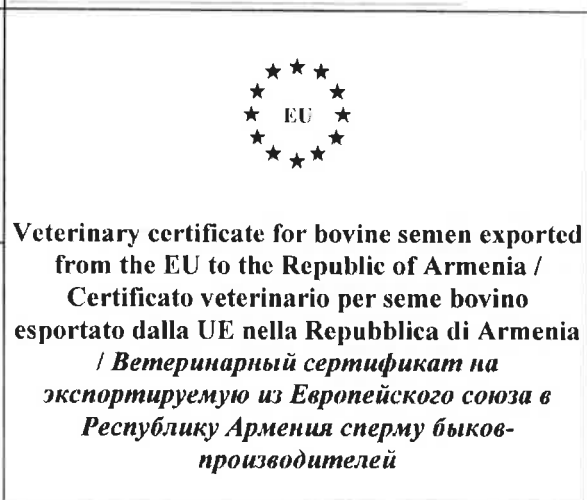 EU
Veterinary certificate for bovine semen exported
from the EU to the Republic of Armenia /
Certificato veterinario per seme bovino
esportato dalla UE nella Repubblica di Armenia
/ Ветеринарный сертификат на
экспортируемую из Европейского союза в
Республику Армения сперму быков-
производителей